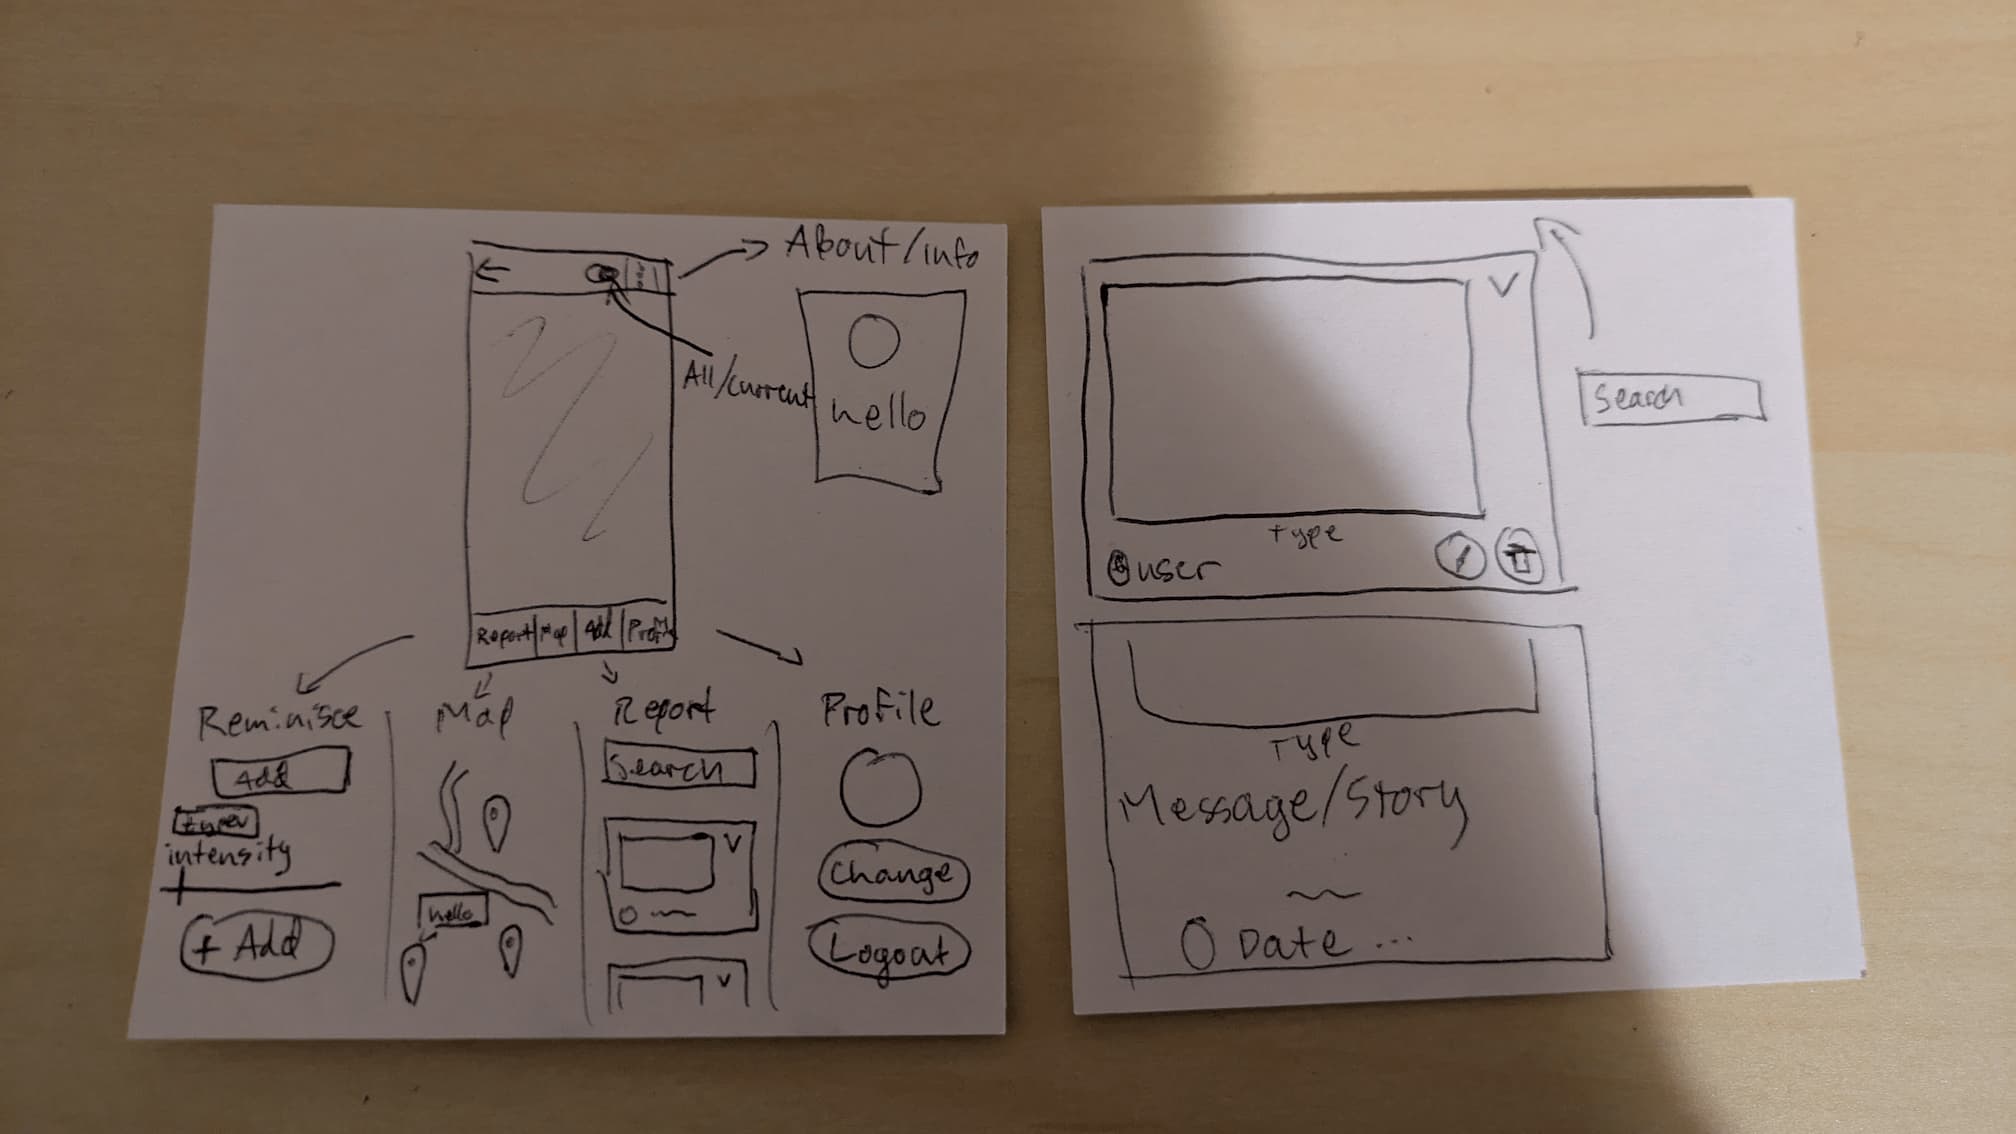 About/info
All/current
hello
Report Map Add Profile
Reminisce
Add
types
intensity
+ Add
Map
hello
Report
Search
Profile
Change
Logout
Type
user
Search
Type
Message/Story
Date ...